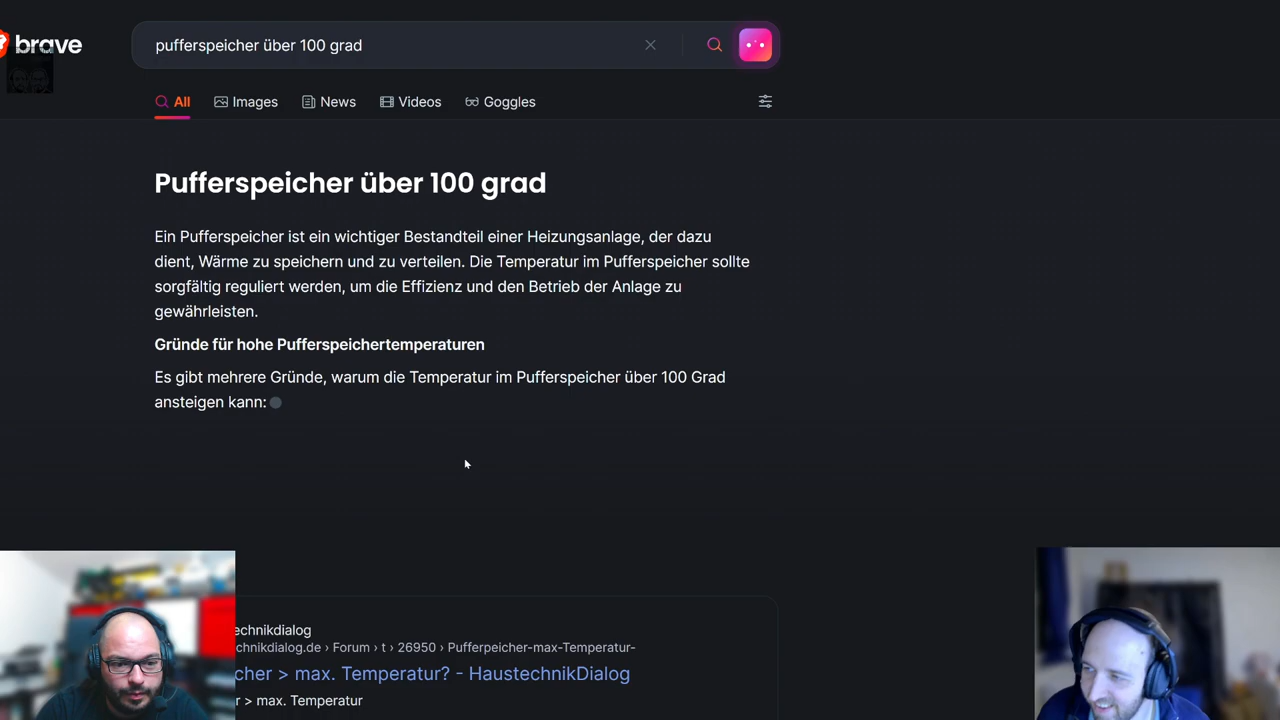 brave
pufferspeicher über 100 grad
All Images News Videos Goggles
Pufferspeicher über 100 grad
Ein Pufferspeicher ist ein wichtiger Bestandteil einer Heizungsanlage, der dazu
dient, Wärme zu speichern und zu verteilen. Die Temperatur im Pufferspeicher sollte
sorgfältig reguliert werden, um die Effizienz und den Betrieb der Anlage zu
gewährleisten.
Gründe für hohe Pufferspeichertemperaturen
Es gibt mehrere Gründe, warum die Temperatur im Pufferspeicher über 100 Grad
ansteigen kann:
echnikdialog
chnikdialog.de › Forum › t › 26950 › Pufferpeicher-max-Temperatur-
cher > max. Temperatur? - HaustechnikDialog
r > max. Temperatur